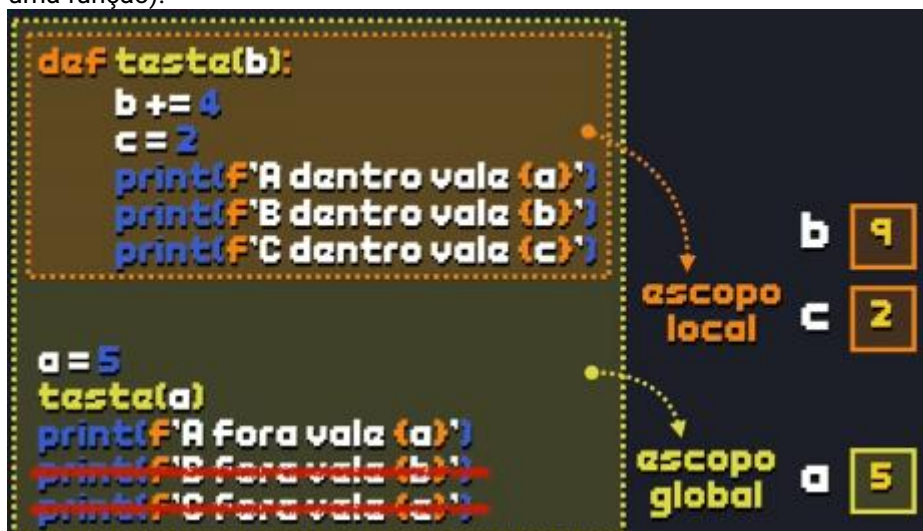 uma função).
def teste(b):
b += 4
c = 2
print(f'A dentro vale {a}')
print(f'B dentro vale {b}')
print(f'C dentro vale {c}')
a = 5
teste(a)
print(f'A fora vale {a}')
print(f'B fora vale {b}')
print(f'C fora vale {c}')
escopo
local
b 9
c 2
escopo
global
a 5